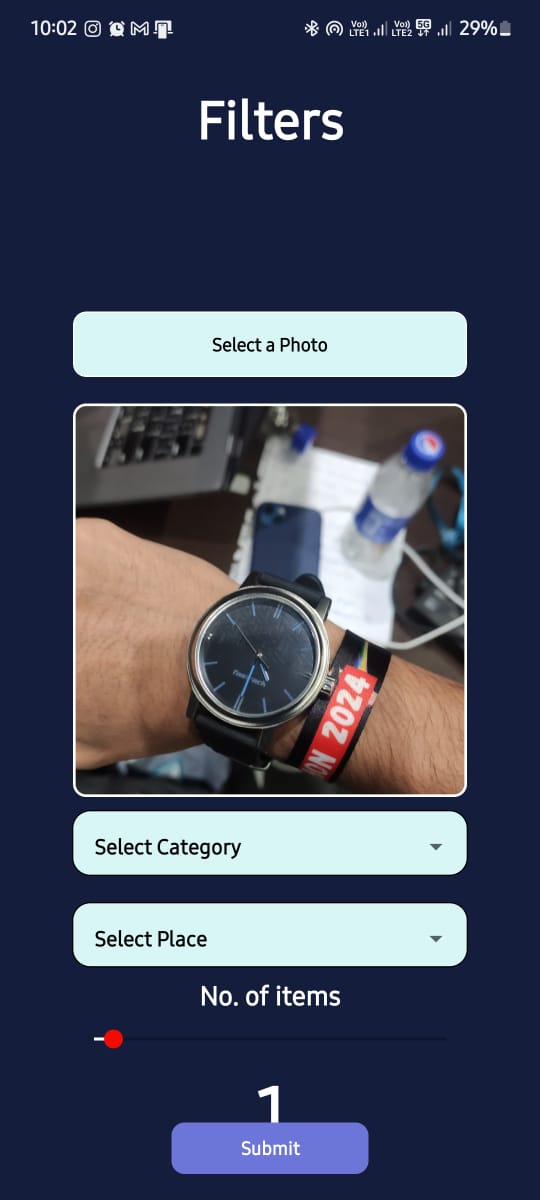 10:02
Vo)) LTE1 Vo)) LTE2 5G 29%
Filters
Select a Photo
ON 2024
Select Category
Select Place
No. of items
1
Submit